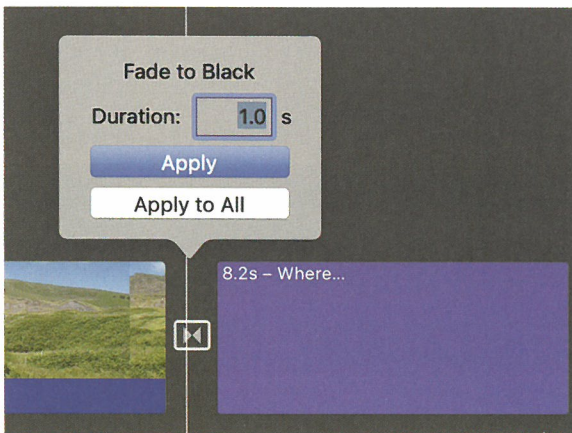 Fade to Black
Duration: 1.0 s
Apply
Apply to All
8.2s – Where...